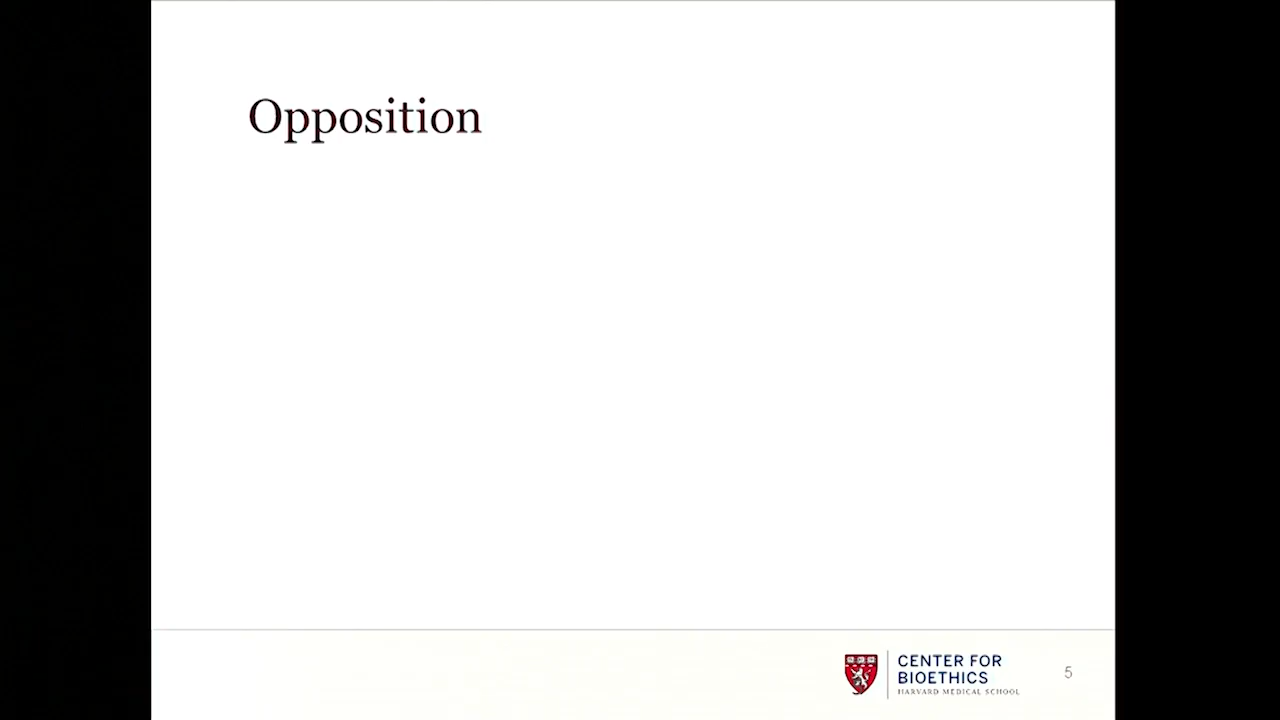 Opposition
CENTER FOR
BIOETHICS
HARVARD MEDICAL SCHOOL
5